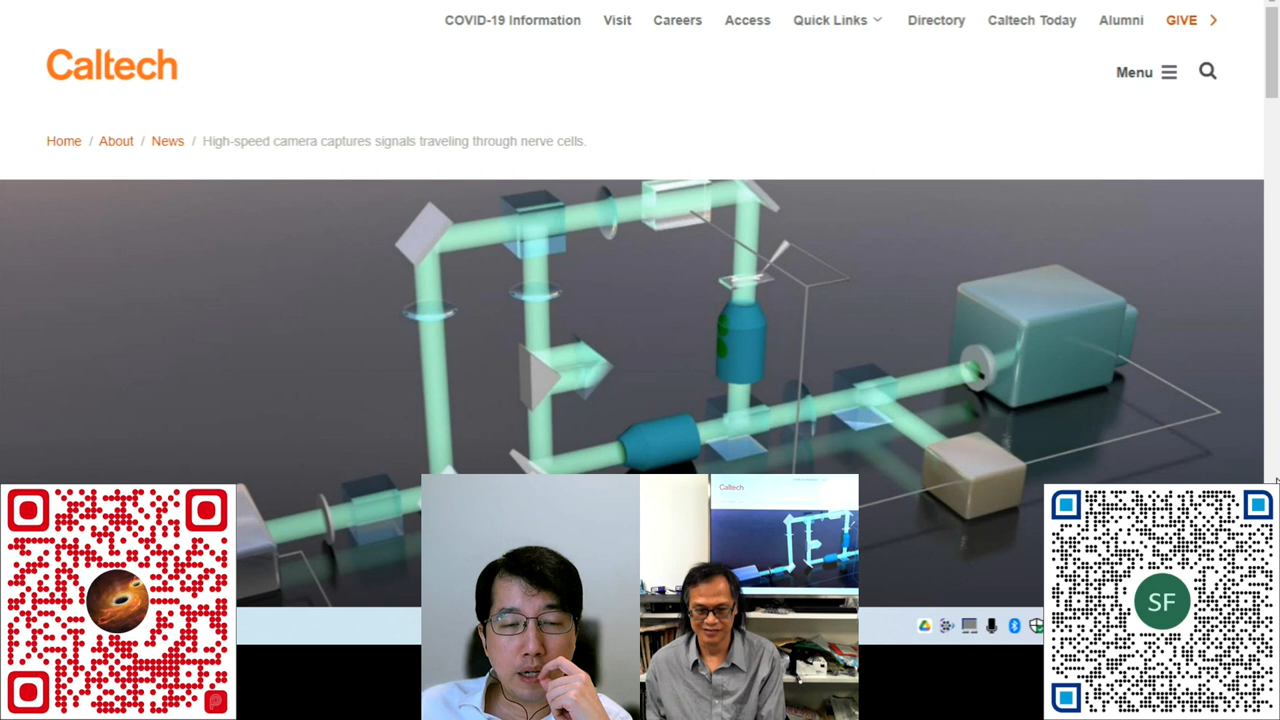 COVID-19 Information Visit Careers Access Quick Links Directory Caltech Today Alumni GIVE
Caltech
Menu
Home / About / News / High-speed camera captures signals traveling through nerve cells.
Caltech
SF